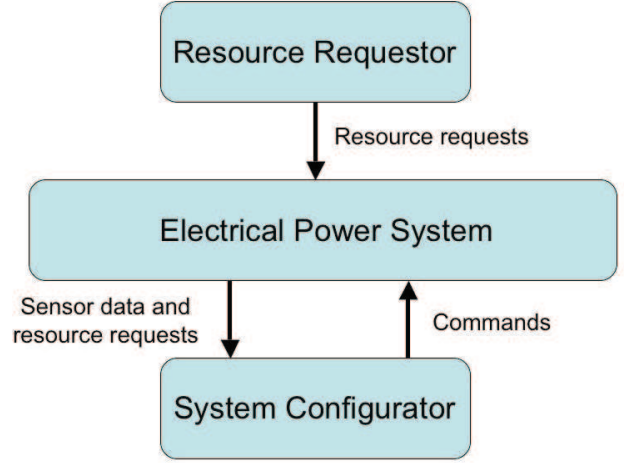 Resource Requestor
Resource requests
Electrical Power System
Sensor data and
resource requests
Commands
System Configurator